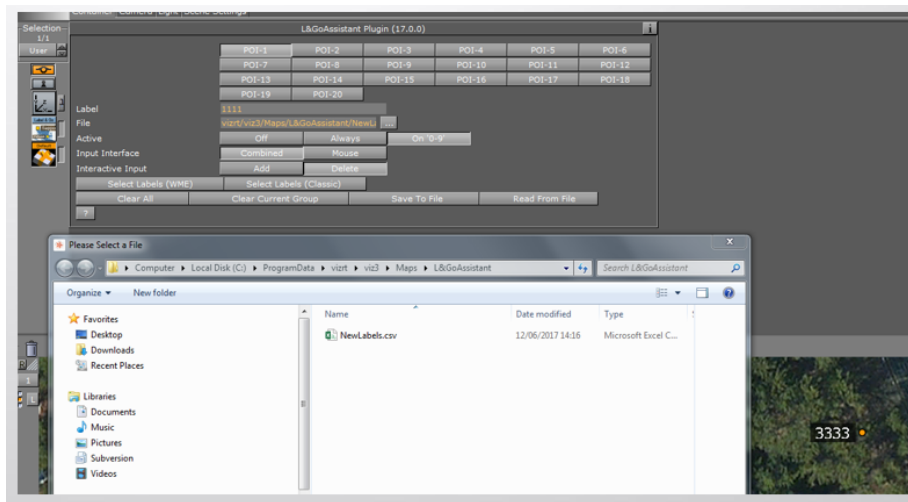 Container Camera Light Scene Settings
Selection
1/1
User
L&GoAssistant Plugin (17.0.0)
i
POI-1 POI-2 POI-3 POI-4 POI-5 POI-6
POI-7 POI-8 POI-9 POI-10 POI-11 POI-12
POI-13 POI-14 POI-15 POI-16 POI-17 POI-18
POI-19 POI-20
Label 1111
File vizrt/viz3/Maps/L&GoAssistant/NewL ...
Active Off Always On '0-9'
Input Interface Combined Mouse
Interactive Input Add Delete
Select Labels (WME) Select Labels (Classic)
Clear All Clear Current Group Save To File Read From File
?
Please Select a File
x
Computer Local Disk (C:) ProgramData vizrt viz3 Maps L&GoAssistant Search L&GoAssistant
Organize New folder
Favorites
Desktop
Downloads
Recent Places
Libraries
Documents
Music
Pictures
Subversion
Videos
Name Date modified Type
NewLabels.csv 12/06/2017 14:16 Microsoft Excel C...
R
1
L
3333